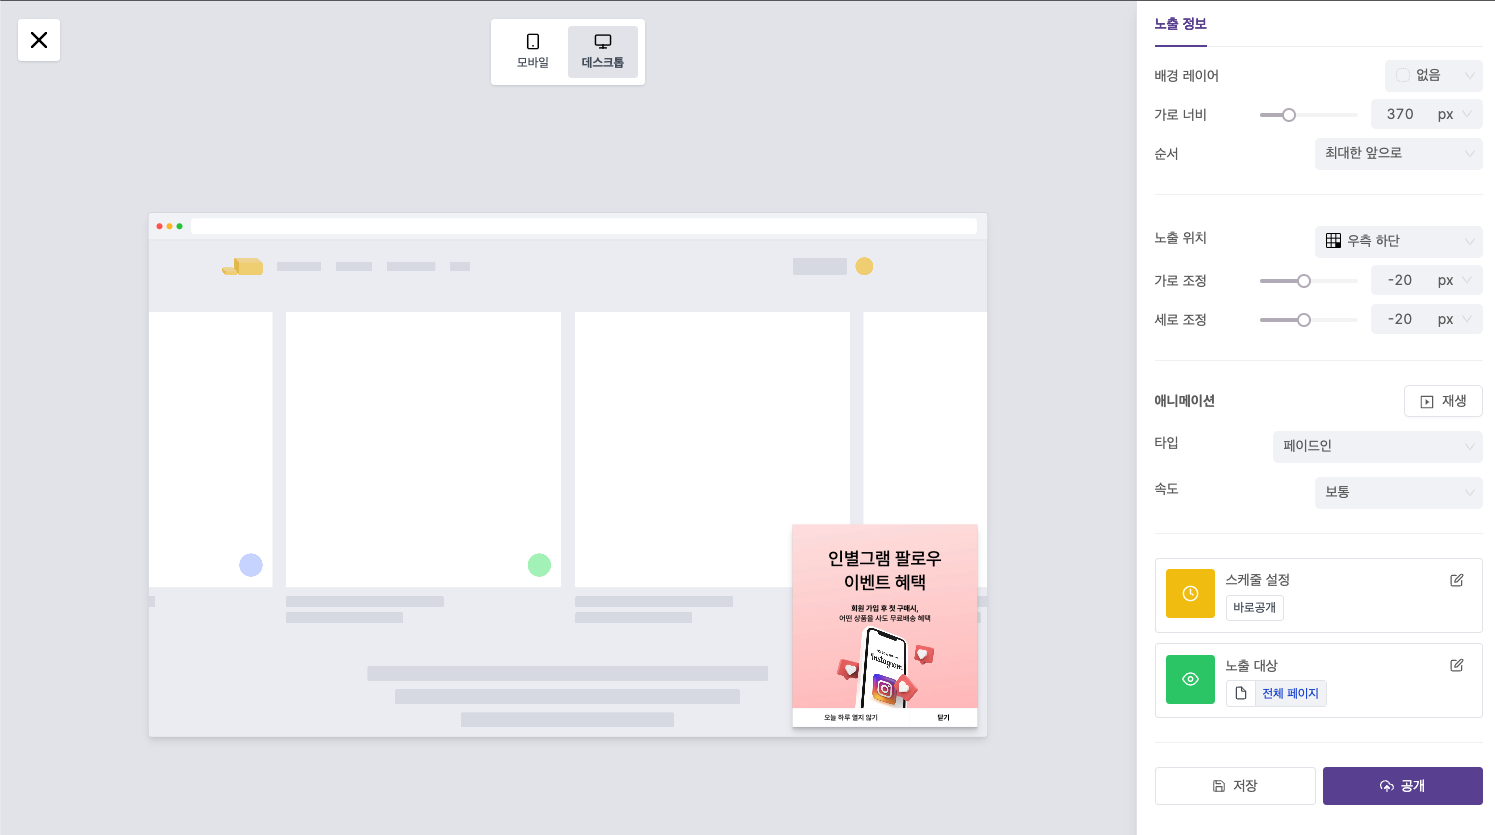 모바일
데스크톱
인별그램 팔로우
이벤트 혜택
회원 가입 후 첫 구매시,
어떤 상품을 사도 무료배송 혜택
Instagram
오늘 하루 열지 않기
닫기
노출 정보
배경 레이어
없음
가로 너비
370 px
순서
최대한 앞으로
노출 위치
우측 하단
가로 조정
-20 px
세로 조정
-20 px
애니메이션
재생
타입
페이드인
속도
보통
스케줄 설정
바로공개
노출 대상
전체 페이지
저장
공개